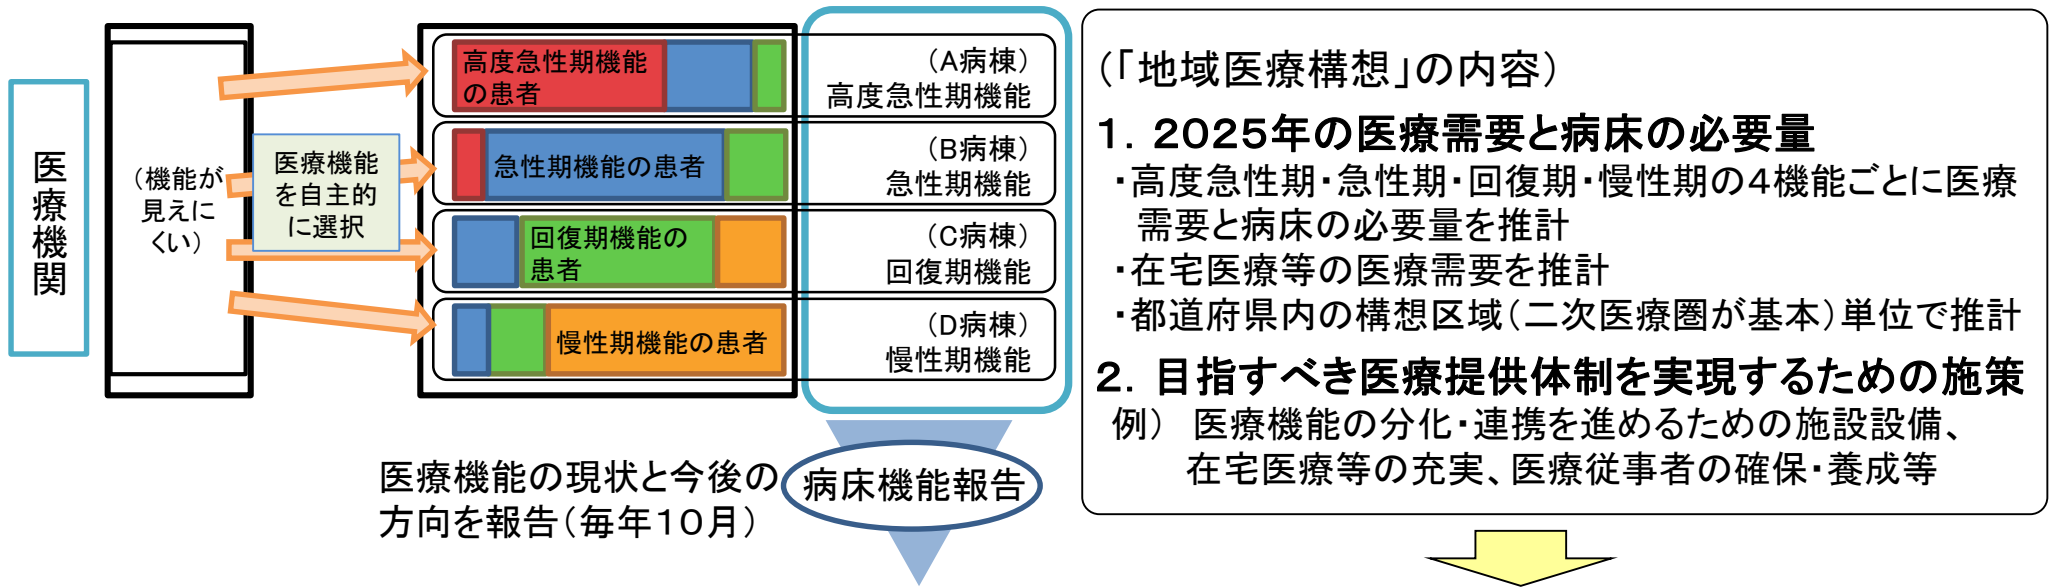 医療機関
（機能が
見えに
くい）
医療機能
を自主的
に選択
高度急性期機能
の患者
（A病棟）
高度急性期機能
急性期機能の患者
（B病棟）
急性期機能
回復期機能の
患者
（C病棟）
回復期機能
慢性期機能の患者
（D病棟）
慢性期機能
医療機能の現状と今後の
方向を報告（毎年１０月）
病床機能報告
（「地域医療構想」の内容）
１．２０２５年の医療需要と病床の必要量
・高度急性期・急性期・回復期・慢性期の４機能ごとに医療
需要と病床の必要量を推計
・在宅医療等の医療需要を推計
・都道府県内の構想区域（二次医療圏が基本）単位で推計
２．目指すべき医療提供体制を実現するための施策
例） 医療機能の分化・連携を進めるための施設設備、
在宅医療等の充実、医療従事者の確保・養成等